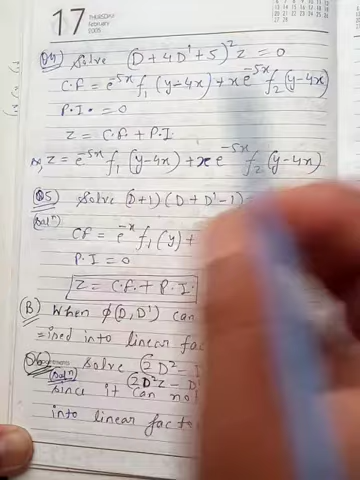 17 THURSDAY
February
2005
Q4) Solve (D + 4D' + 5)² z = 0
C.F. = e^-5x f₁ (y-4x) + x e^-5x f₂ (y-4x)
P.I. = 0
z = C.F. + P.I
z = e^-5x f₁ (y-4x) + x e^-5x f₂ (y-4x)
Q5) Solve (D+1) (D + D' -1)
Solⁿ)
CF = e^-x f₁ (y) +
P.I = 0
z = C.F. + P.I.
B) When φ(D, D') can
=ined into linear fac
Q6) Solve (2D² -
Solⁿ) (2D²z - D'
Since it can not
into linear facto